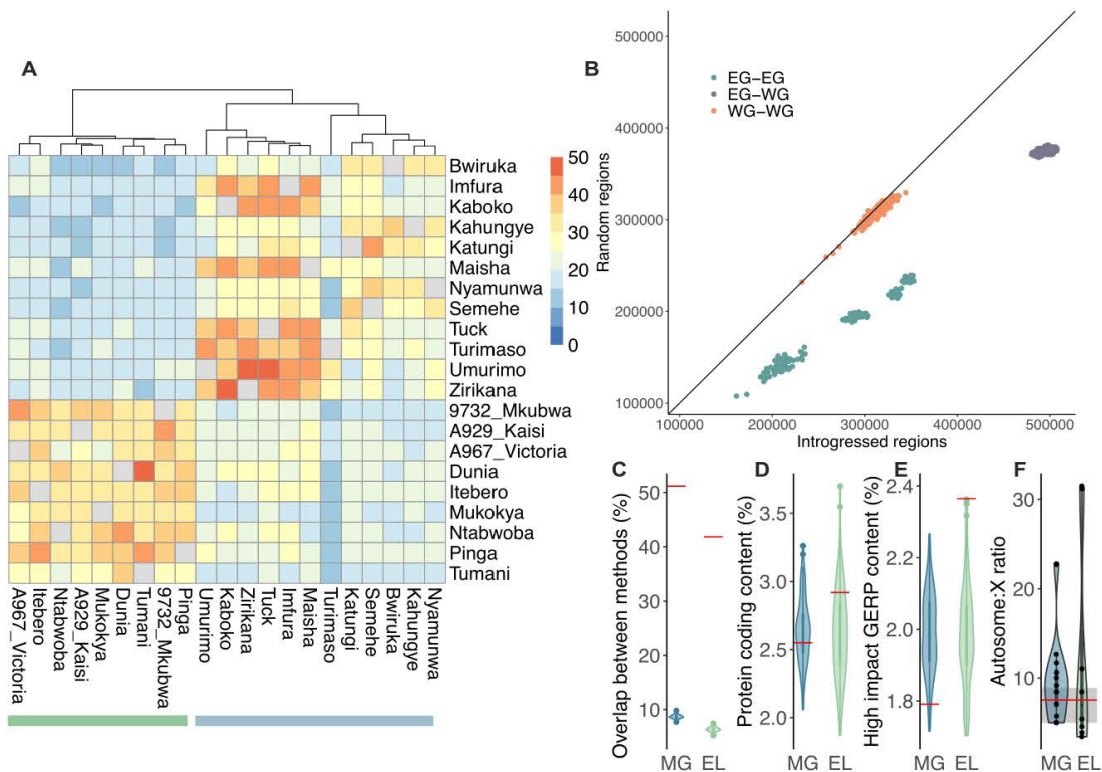 A
Bwiruka
Imfura
Kaboko
Kahungye
Katungi
Maisha
Nyamunwa
Semehe
Tuck
Turimaso
Umurimo
Zirikana
9732_Mkubwa
A929_Kaisi
A967_Victoria
Dunia
Itebero
Mukokya
Ntabwoba
Pinga
Tumani
50
40
30
20
10
0
A967_Victoria
Itebero
Ntabwoba
A929_Kaisi
Mukokya
Dunia
Tumani
9732_Mkubwa
Pinga
Umurimo
Kaboko
Zirikana
Tuck
Imfura
Maisha
Turimaso
Katungi
Semehe
Bwiruka
Kahungye
Nyamunwa
B
EG−EG
EG−WG
WG−WG
Random regions
500000
400000
300000
200000
100000
100000 200000 300000 400000 500000
Introgressed regions
C
Overlap between methods (%)
50
40
30
20
10
MG EL
D
Protein coding content (%)
3.5
3.0
2.5
2.0
MG EL
E
High impact GERP content (%)
2.4
2.2
2.0
1.8
MG EL
F
Autosome:X ratio
30
20
10
MG EL